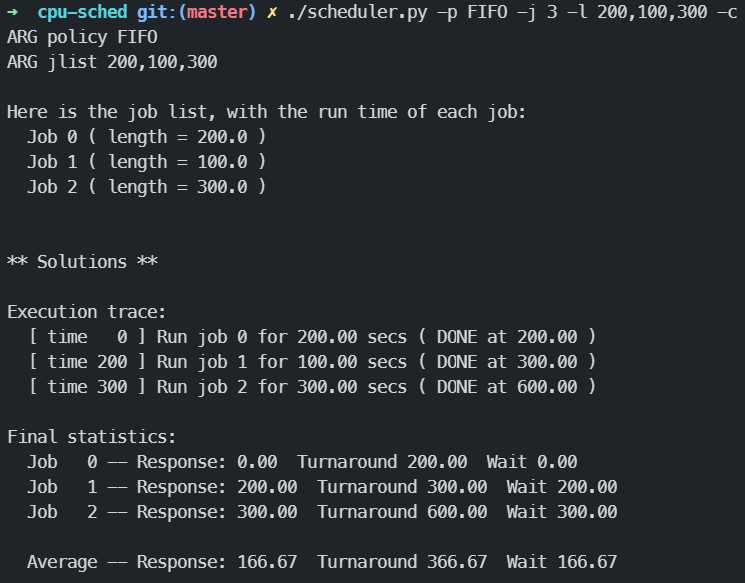 ➜  cpu-sched git:(master) ✗ ./scheduler.py -p FIFO -j 3 -l 200,100,300 -c
ARG policy FIFO
ARG jlist 200,100,300

Here is the job list, with the run time of each job:
  Job 0 ( length = 200.0 )
  Job 1 ( length = 100.0 )
  Job 2 ( length = 300.0 )


** Solutions **

Execution trace:
  [ time   0 ] Run job 0 for 200.00 secs ( DONE at 200.00 )
  [ time 200 ] Run job 1 for 100.00 secs ( DONE at 300.00 )
  [ time 300 ] Run job 2 for 300.00 secs ( DONE at 600.00 )

Final statistics:
  Job   0 -- Response: 0.00  Turnaround 200.00  Wait 0.00
  Job   1 -- Response: 200.00  Turnaround 300.00  Wait 200.00
  Job   2 -- Response: 300.00  Turnaround 600.00  Wait 300.00

  Average -- Response: 166.67  Turnaround 366.67  Wait 166.67